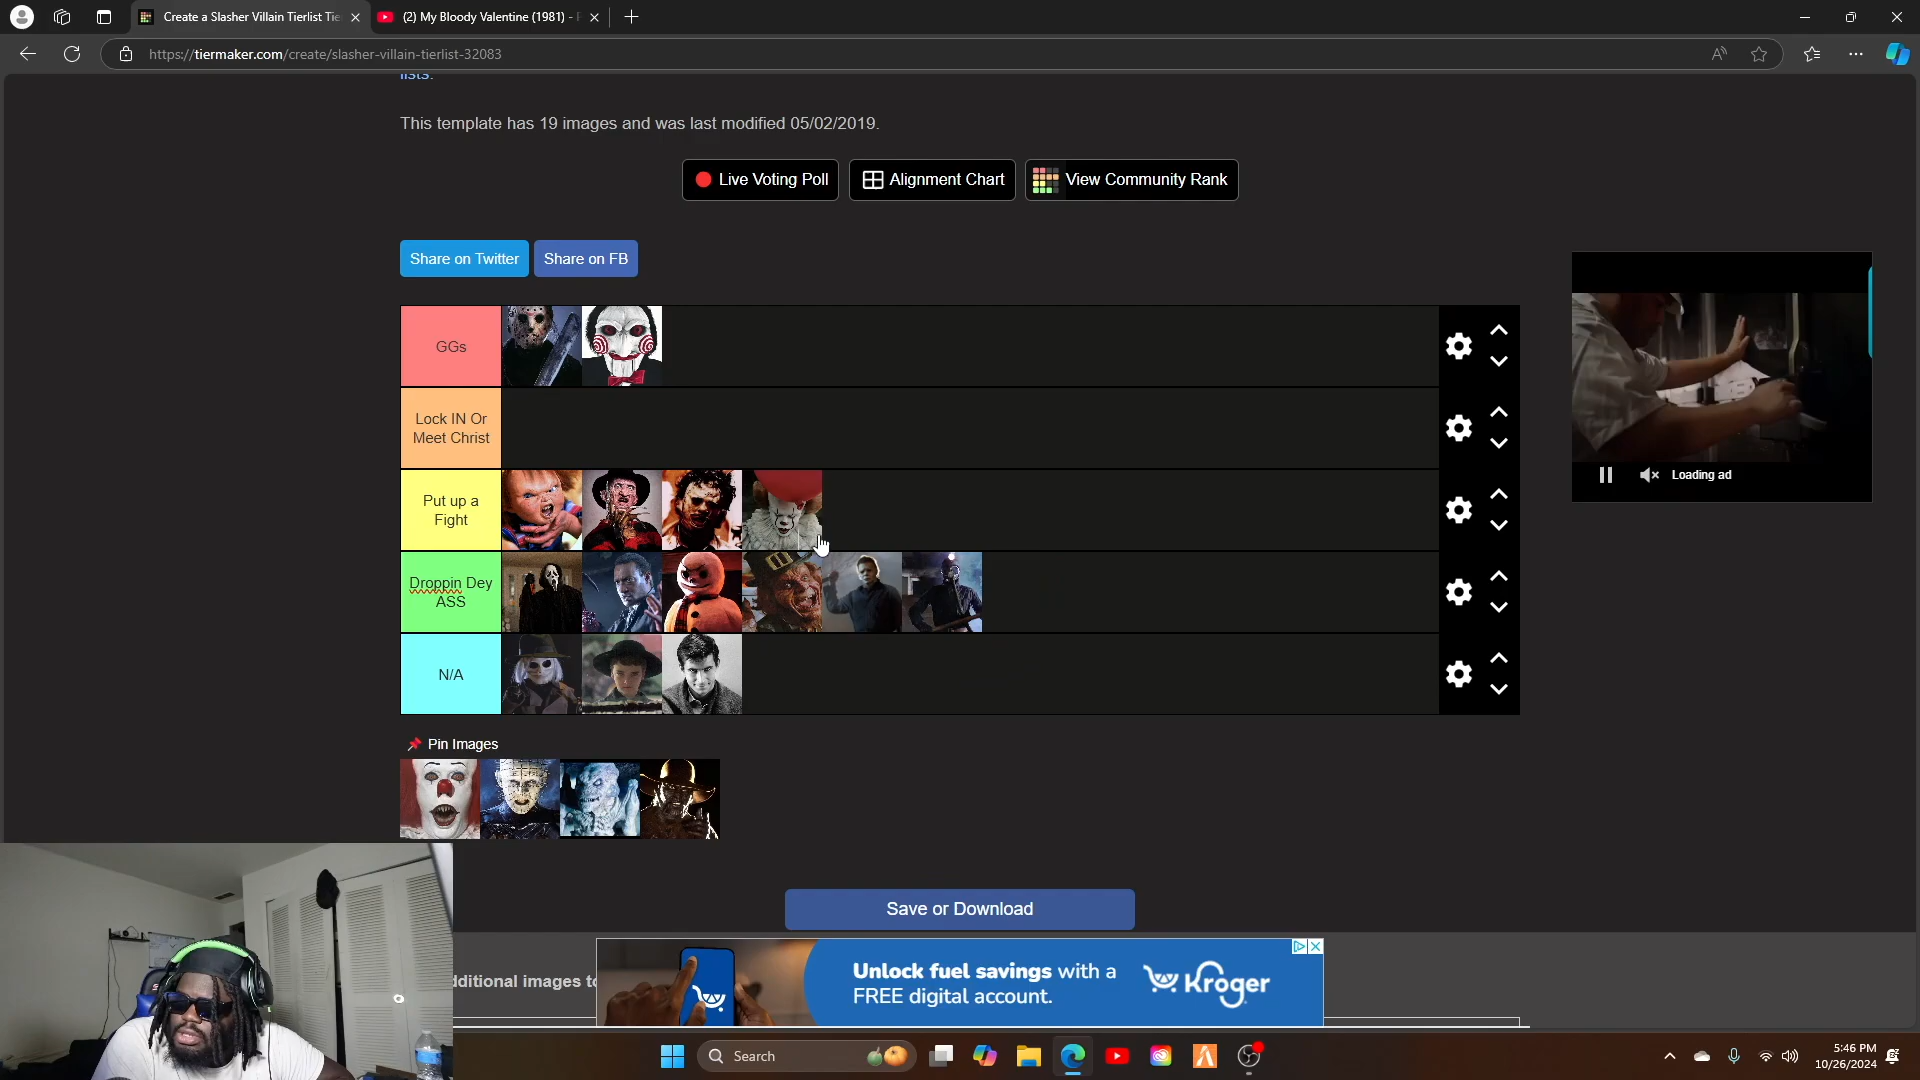 Create a Slasher Villain Tierlist Tie
(2) My Bloody Valentine (1981) -
https://tiermaker.com/create/slasher-villain-tierlist-32083
lists.
This template has 19 images and was last modified 05/02/2019.
Live Voting Poll
Alignment Chart
View Community Rank
Share on Twitter
Share on FB
GGs
Lock IN Or
Meet Christ
Loading ad
Put up a
Fight
Droppin Dey
ASS
N/A
Pin Images
Save or Download
dditional images to
Unlock fuel savings with a
FREE digital account.
Kroger
Search
5:46 PM
10/26/2024